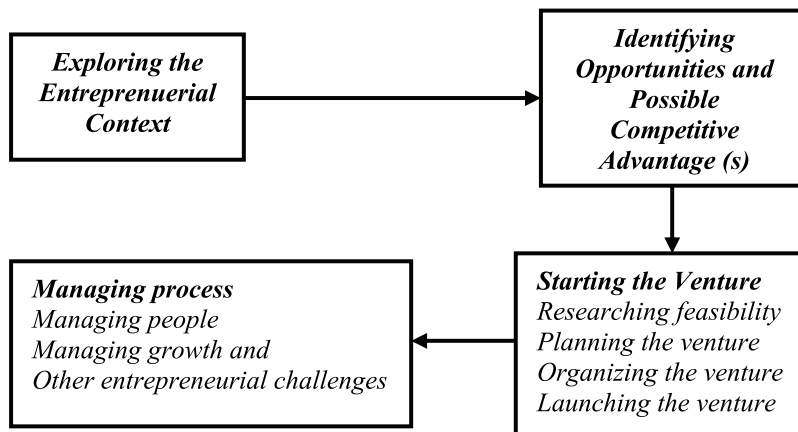 Exploring the
Entreprenuerial
Context
Identifying
Opportunities and
Possible
Competitive
Advantage (s)
Starting the Venture
Researching feasibility
Planning the venture
Organizing the venture
Launching the venture
Managing process
Managing people
Managing growth and
Other entrepreneurial challenges